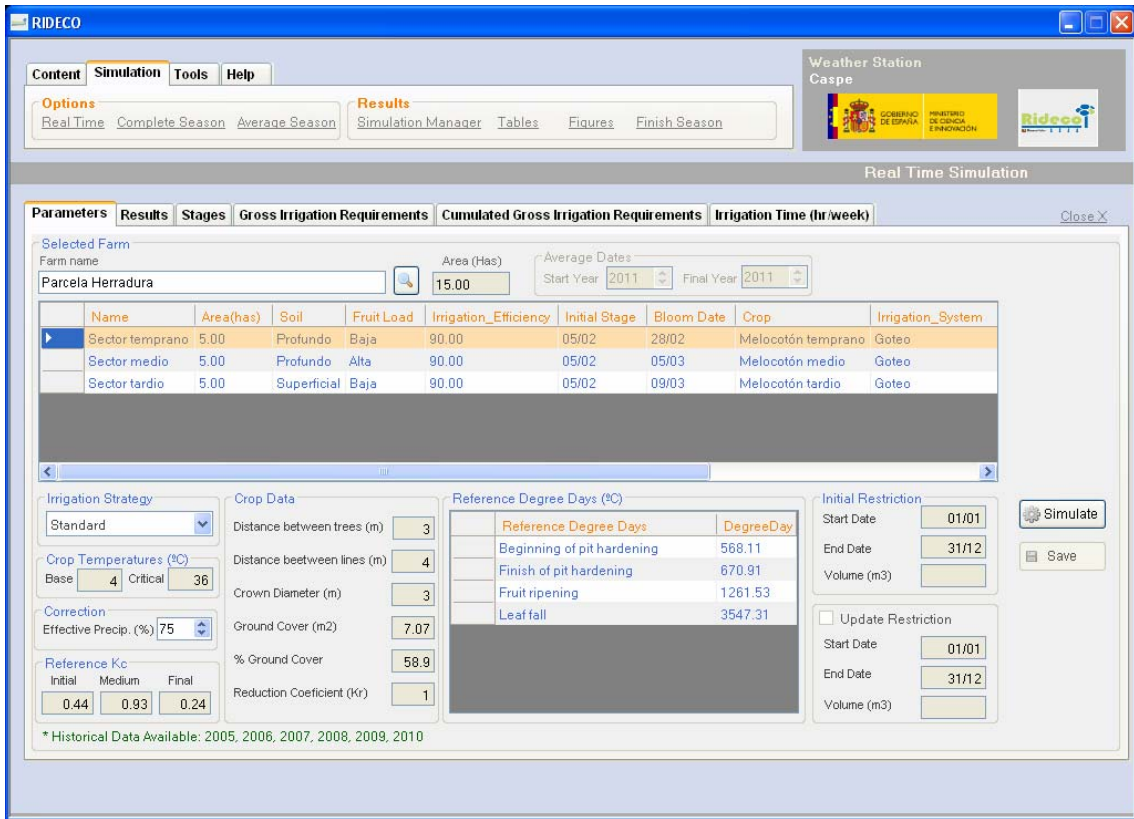 RIDECO
Content Simulation Tools Help
Options
Real Time Complete Season Average Season
Results
Simulation Manager Tables Figures Finish Season
Weather Station
Caspe
GOBIERNO DE ESPAÑA
MINISTERIO DE CIENCIA E INNOVACIÓN
Rideco
Real Time Simulation
Parameters Results Stages Gross Irrigation Requirements Cumulated Gross Irrigation Requirements Irrigation Time (hr/week) Close X
Selected Farm
Farm name
Parcela Herradura
Area (Has)
15.00
Average Dates
Start Year 2011 Final Year 2011
Name Area(has) Soil Fruit Load Irrigation_Efficiency Initial Stage Bloom Date Crop Irrigation_System
Sector temprano 5.00 Profundo Baja 90.00 05/02 28/02 Melocotón temprano Goteo
Sector medio 5.00 Profundo Alta 90.00 05/02 05/03 Melocotón medio Goteo
Sector tardio 5.00 Superficial Baja 90.00 05/02 09/03 Melocotón tardio Goteo
Irrigation Strategy
Standard
Crop Temperatures (ºC)
Base 4 Critical 36
Correction
Effective Precip. (%) 75
Reference Kc
Initial Medium Final
0.44 0.93 0.24
Crop Data
Distance between trees (m) 3
Distance beetween lines (m) 4
Crown Diameter (m) 3
Ground Cover (m2) 7.07
% Ground Cover 58.9
Reduction Coeficient (Kr) 1
Reference Degree Days (ºC)
Reference Degree Days DegreeDay
Beginning of pit hardening 568.11
Finish of pit hardening 670.91
Fruit ripening 1261.53
Leaf fall 3547.31
Initial Restriction
Start Date 01/01
End Date 31/12
Volume (m3)
Update Restriction
Start Date 01/01
End Date 31/12
Volume (m3)
Simulate
Save
* Historical Data Available: 2005, 2006, 2007, 2008, 2009, 2010